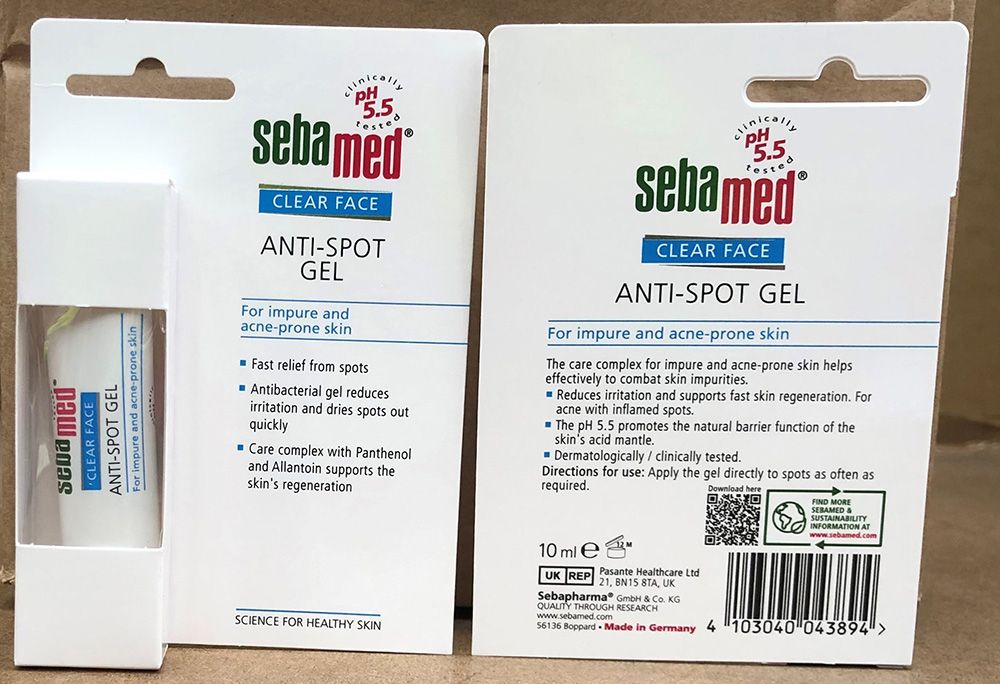 clinically
pH
5.5
tested
sebamed®
CLEAR FACE
ANTI-SPOT
GEL
For impure and
acne-prone skin
▪ Fast relief from spots
▪ Antibacterial gel reduces
irritation and dries spots out
quickly
▪ Care complex with Panthenol
and Allantoin supports the
skin's regeneration
SCIENCE FOR HEALTHY SKIN
sebamed
CLEAR FACE
ANTI-SPOT GEL
For impure and acne-prone skin
clinically
pH
5.5
tested
sebamed®
CLEAR FACE
ANTI-SPOT GEL
For impure and acne-prone skin
The care complex for impure and acne-prone skin helps
effectively to combat skin impurities.
▪ Reduces irritation and supports fast skin regeneration. For
acne with inflamed spots.
▪ The pH 5.5 promotes the natural barrier function of the
skin's acid mantle.
▪ Dermatologically / clinically tested.
Directions for use: Apply the gel directly to spots as often as
required.
Download here
FIND MORE
SEBAMED &
SUSTAINABILITY
INFORMATION AT
www.sebamed.com
10 ml ℮ 12 M
UK REP Pasante Healthcare Ltd
21, BN15 8TA, UK
Sebapharma® GmbH & Co. KG
QUALITY THROUGH RESEARCH
www.sebamed.com
56136 Boppard • Made in Germany
4 103040 043894 >